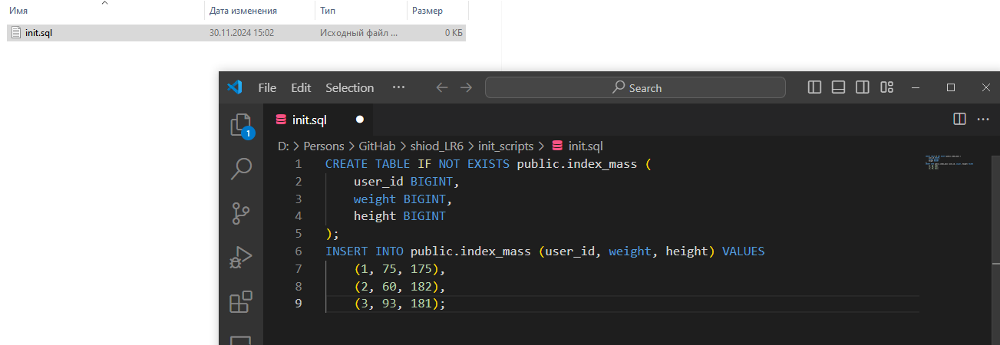 Имя Дата изменения Тип Размер
init.sql 30.11.2024 15:02 Исходный файл ... 0 КБ
File Edit Selection ··· Search
init.sql
1
D: > Persons > GitHab > shiod_LR6 > init_scripts > init.sql
1 CREATE TABLE IF NOT EXISTS public.index_mass (
2 user_id BIGINT,
3 weight BIGINT,
4 height BIGINT
5 );
6 INSERT INTO public.index_mass (user_id, weight, height) VALUES
7 (1, 75, 175),
8 (2, 60, 182),
9 (3, 93, 181);